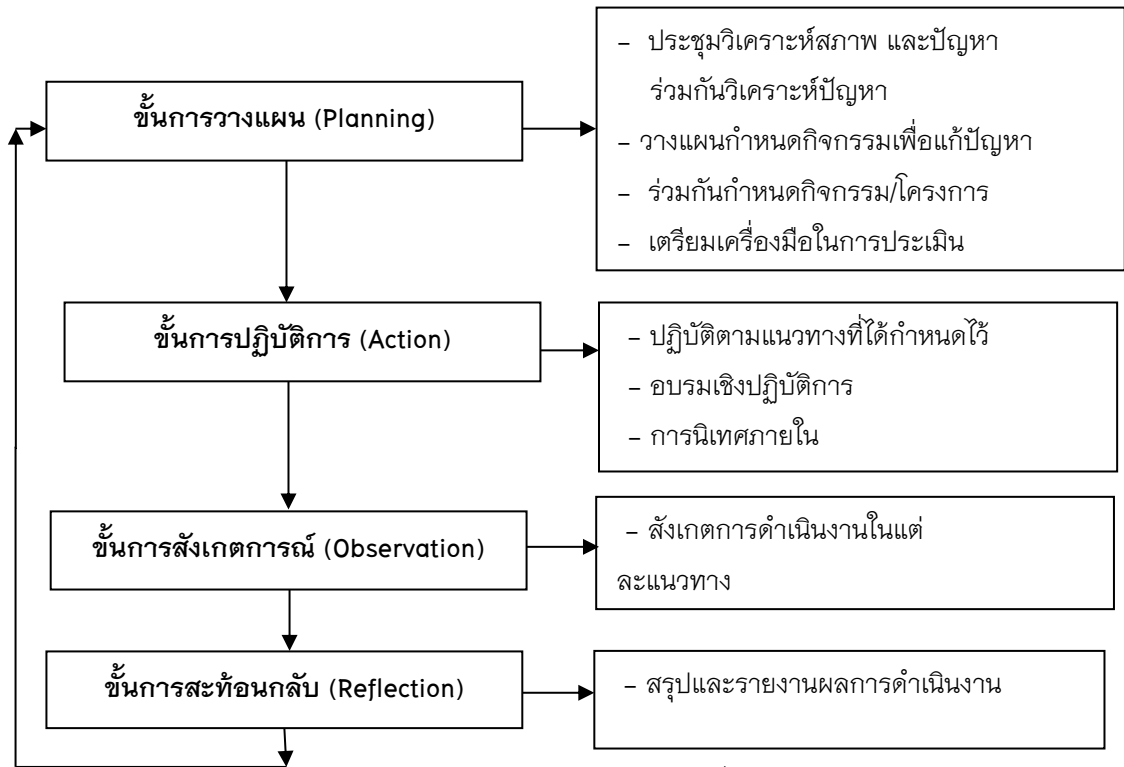 ขั้นการวางแผน (Planning)
– ประชุมวิเคราะห์สภาพ และปัญหา
ร่วมกันวิเคราะห์ปัญหา
– วางแผนกำหนดกิจกรรมเพื่อแก้ปัญหา
– ร่วมกันกำหนดกิจกรรม/โครงการ
– เตรียมเครื่องมือในการประเมิน
ขั้นการปฏิบัติการ (Action)
– ปฏิบัติตามแนวทางที่ได้กำหนดไว้
– อบรมเชิงปฏิบัติการ
– การนิเทศภายใน
ขั้นการสังเกตการณ์ (Observation)
– สังเกตการดำเนินงานในแต่
ละแนวทาง
ขั้นการสะท้อนกลับ (Reflection)
– สรุปและรายงานผลการดำเนินงาน